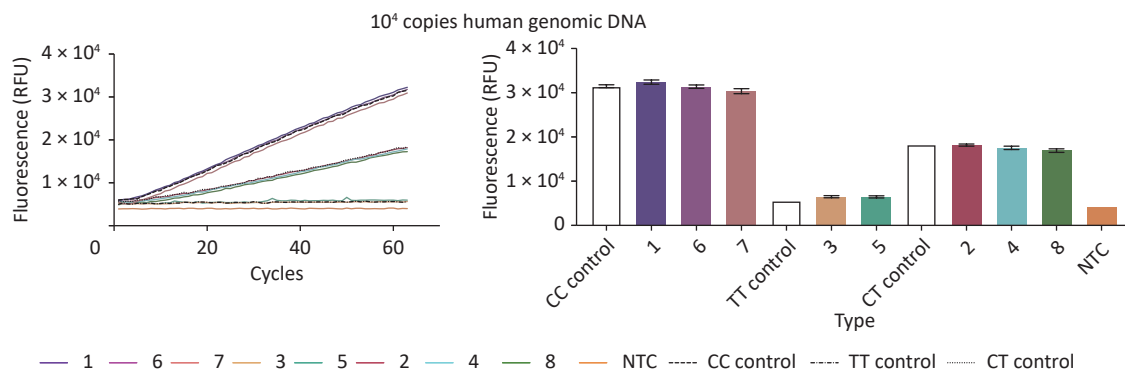 10⁴ copies human genomic DNA
Fluorescence (RFU)
4 × 10⁴
3 × 10⁴
2 × 10⁴
1 × 10⁴
0
20
40
60
Cycles
Fluorescence (RFU)
4 × 10⁴
3 × 10⁴
2 × 10⁴
1 × 10⁴
0
CC control
1
6
7
TT control
3
5
CT control
2
4
8
NTC
Type
1 6 7 3 5 2 4 8 NTC CC control TT control CT control